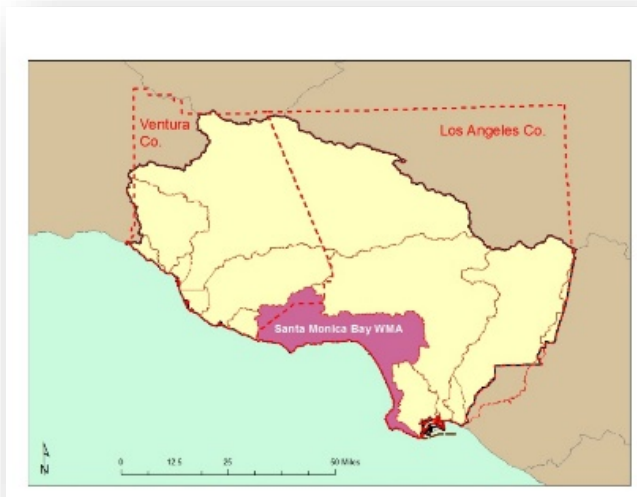 Ventura
Co.
Los Angeles Co.
Santa Monica Bay WMA
N
0 12.5 25 50 Miles